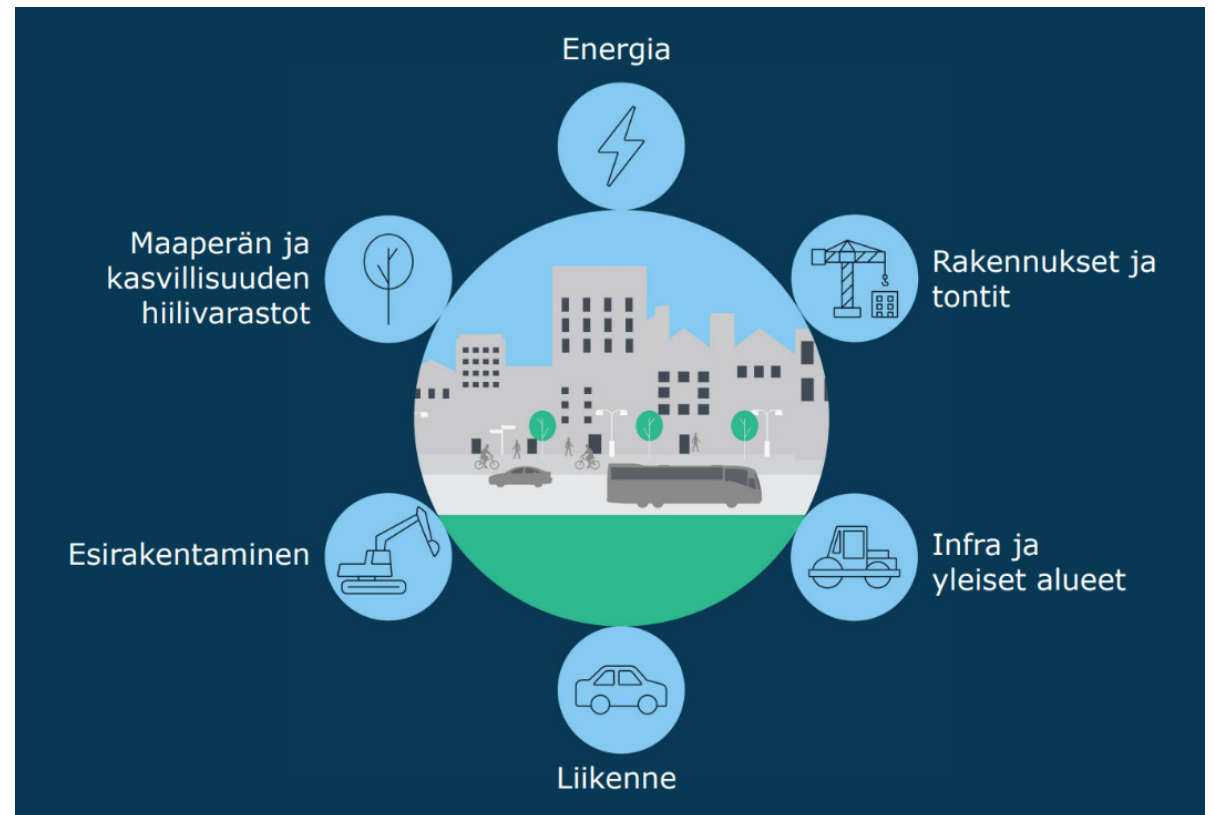 Energia
Maaperän ja
kasvillisuuden
hiilivarastot
Rakennukset ja
tontit
Esirakentaminen
Infra ja
yleiset alueet
Liikenne